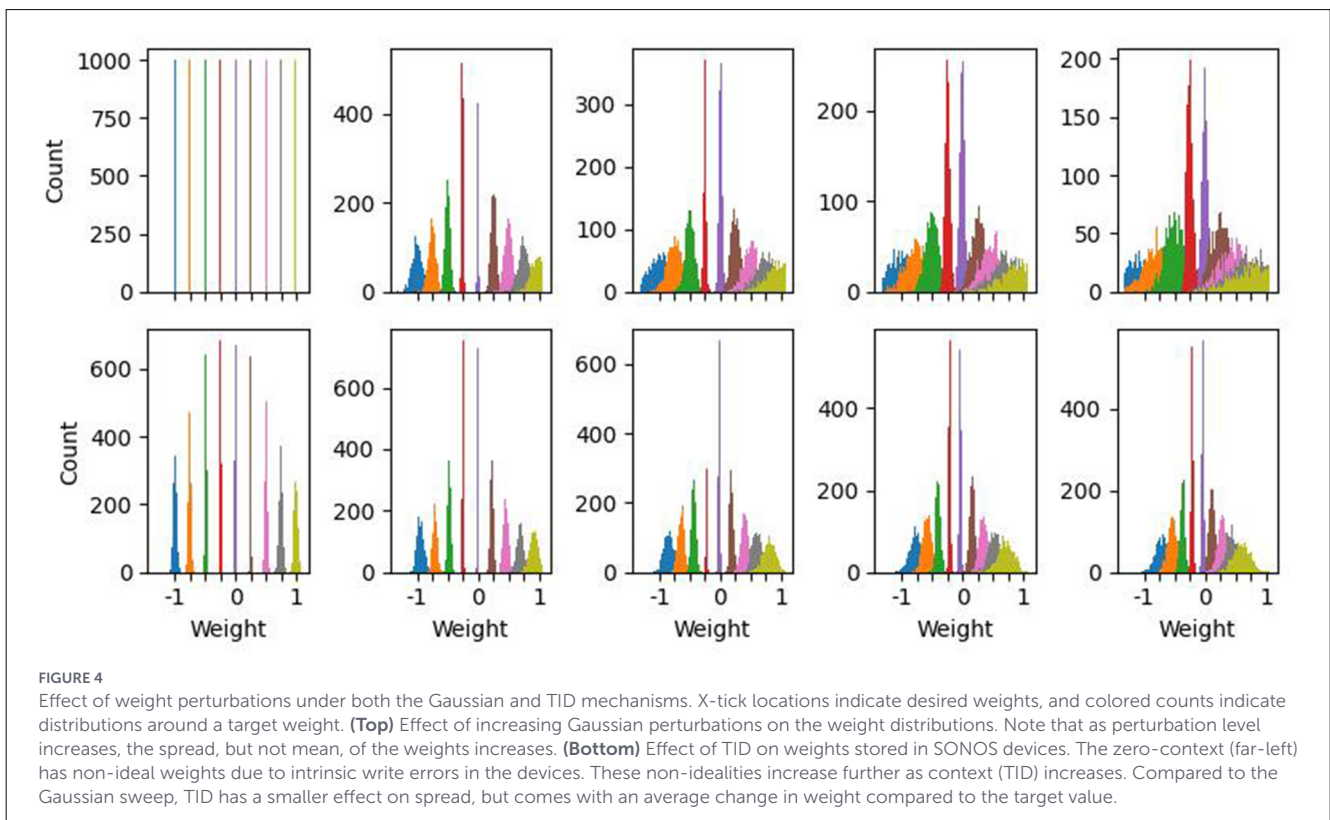 1000
750
500
250
0
Count
400
200
0
300
200
100
0
200
100
0
200
150
100
50
0
600
400
200
0
Count
-1 0 1
Weight
600
400
200
0
-1 0 1
Weight
600
400
200
0
-1 0 1
Weight
400
200
0
-1 0 1
Weight
400
200
0
-1 0 1
Weight
FIGURE 4
Effect of weight perturbations under both the Gaussian and TID mechanisms. X-tick locations indicate desired weights, and colored counts indicate
distributions around a target weight. (Top) Effect of increasing Gaussian perturbations on the weight distributions. Note that as perturbation level
increases, the spread, but not mean, of the weights increases. (Bottom) Effect of TID on weights stored in SONOS devices. The zero-context (far-left)
has non-ideal weights due to intrinsic write errors in the devices. These non-idealities increase further as context (TID) increases. Compared to the
Gaussian sweep, TID has a smaller effect on spread, but comes with an average change in weight compared to the target value.